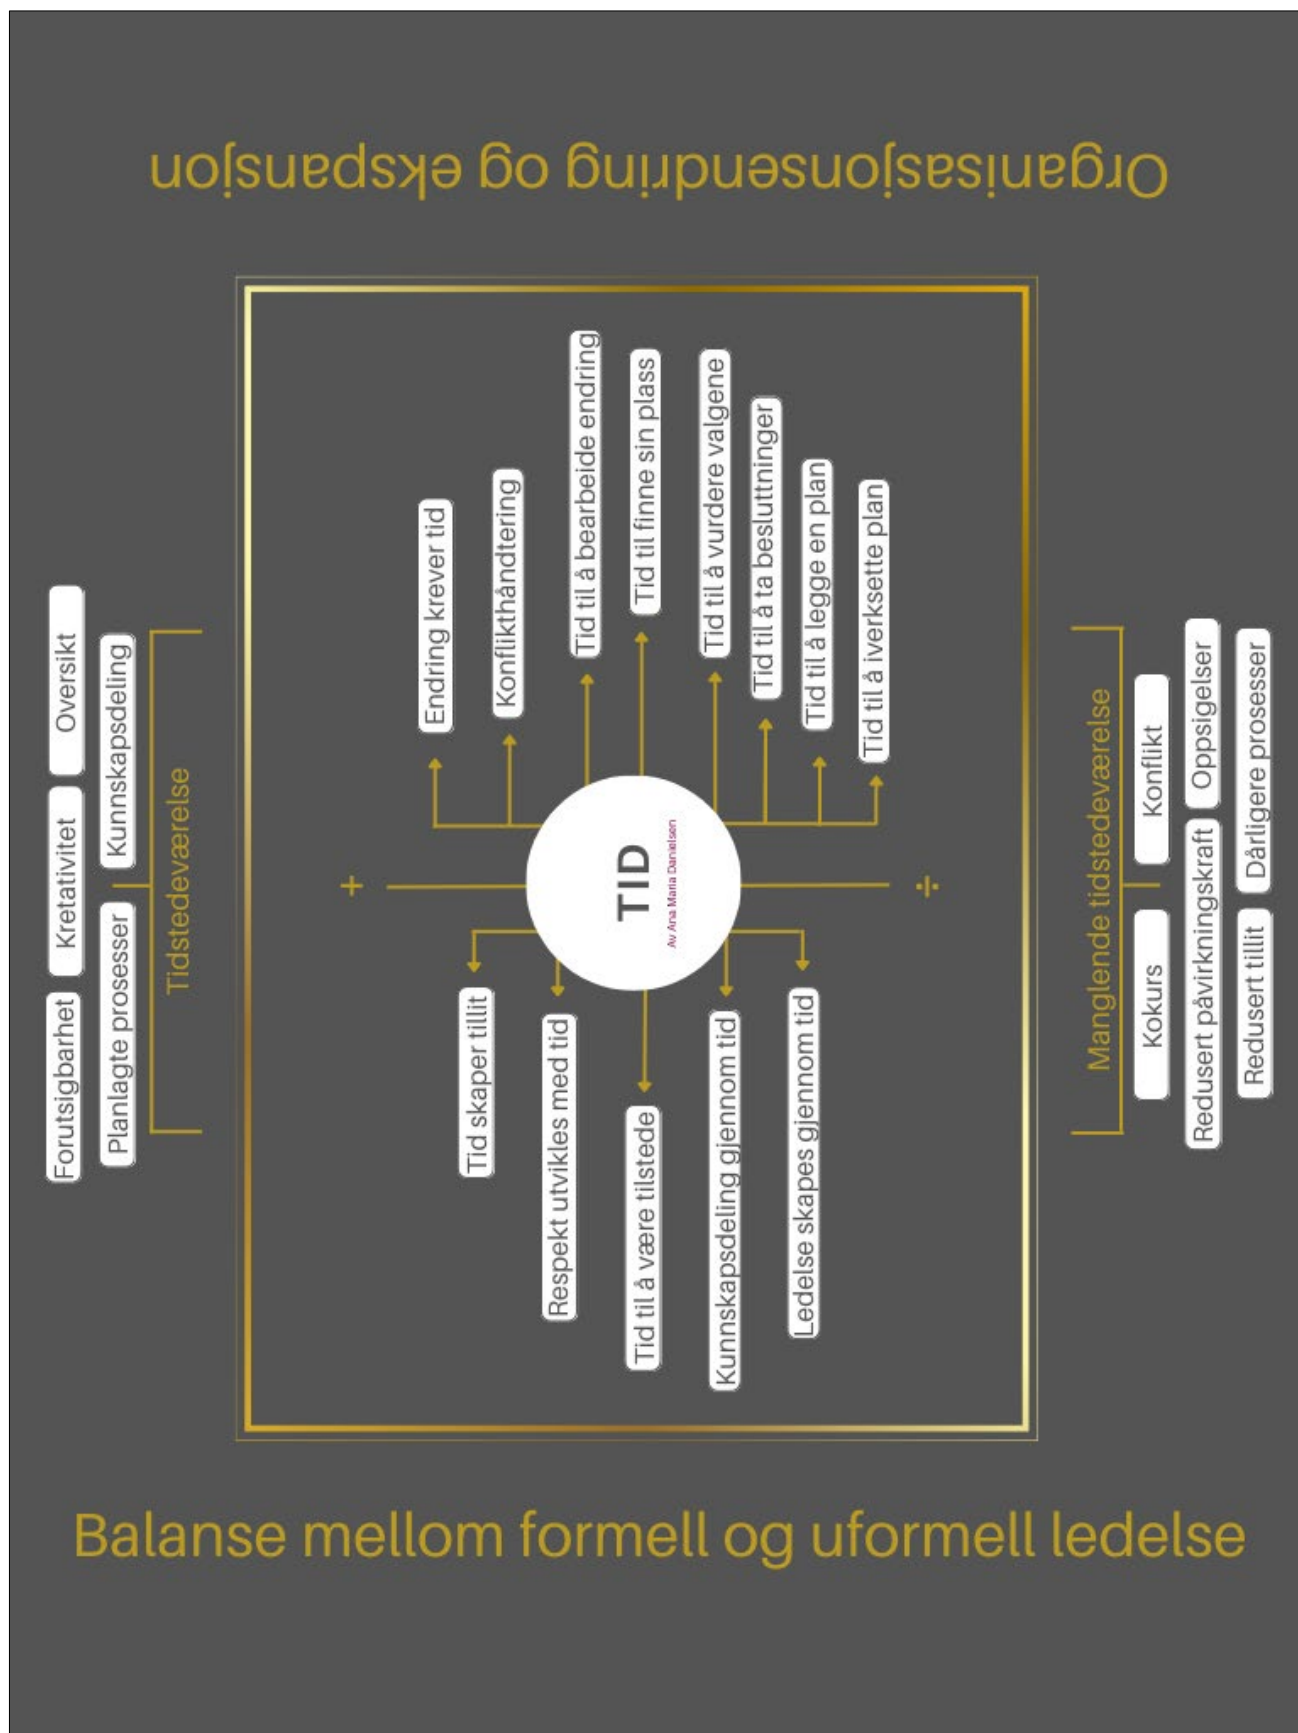 Organisasjonsendring og ekspansjon
Forutsigbarhet
Kretativitet
Oversikt
Planlagte prosesser
Kunnskapsdeling
Tidstedeværelse
+
Tid skaper tillit
Respekt utvikles med tid
Tid til å være tilstede
Kunnskapsdeling gjennom tid
Ledelse skapes gjennom tid
TID
Av Ana Maria Danielsen
Endring krever tid
Konflikthåndtering
Tid til å bearbeide endring
Tid til finne sin plass
Tid til å vurdere valgene
Tid til å ta besluttninger
Tid til å legge en plan
Tid til å iverksette plan
÷
Manglende tidstedeværelse
Kokurs
Konflikt
Redusert påvirkningskraft
Oppsigelser
Redusert tillit
Dårligere prosesser
Balanse mellom formell og uformell ledelse